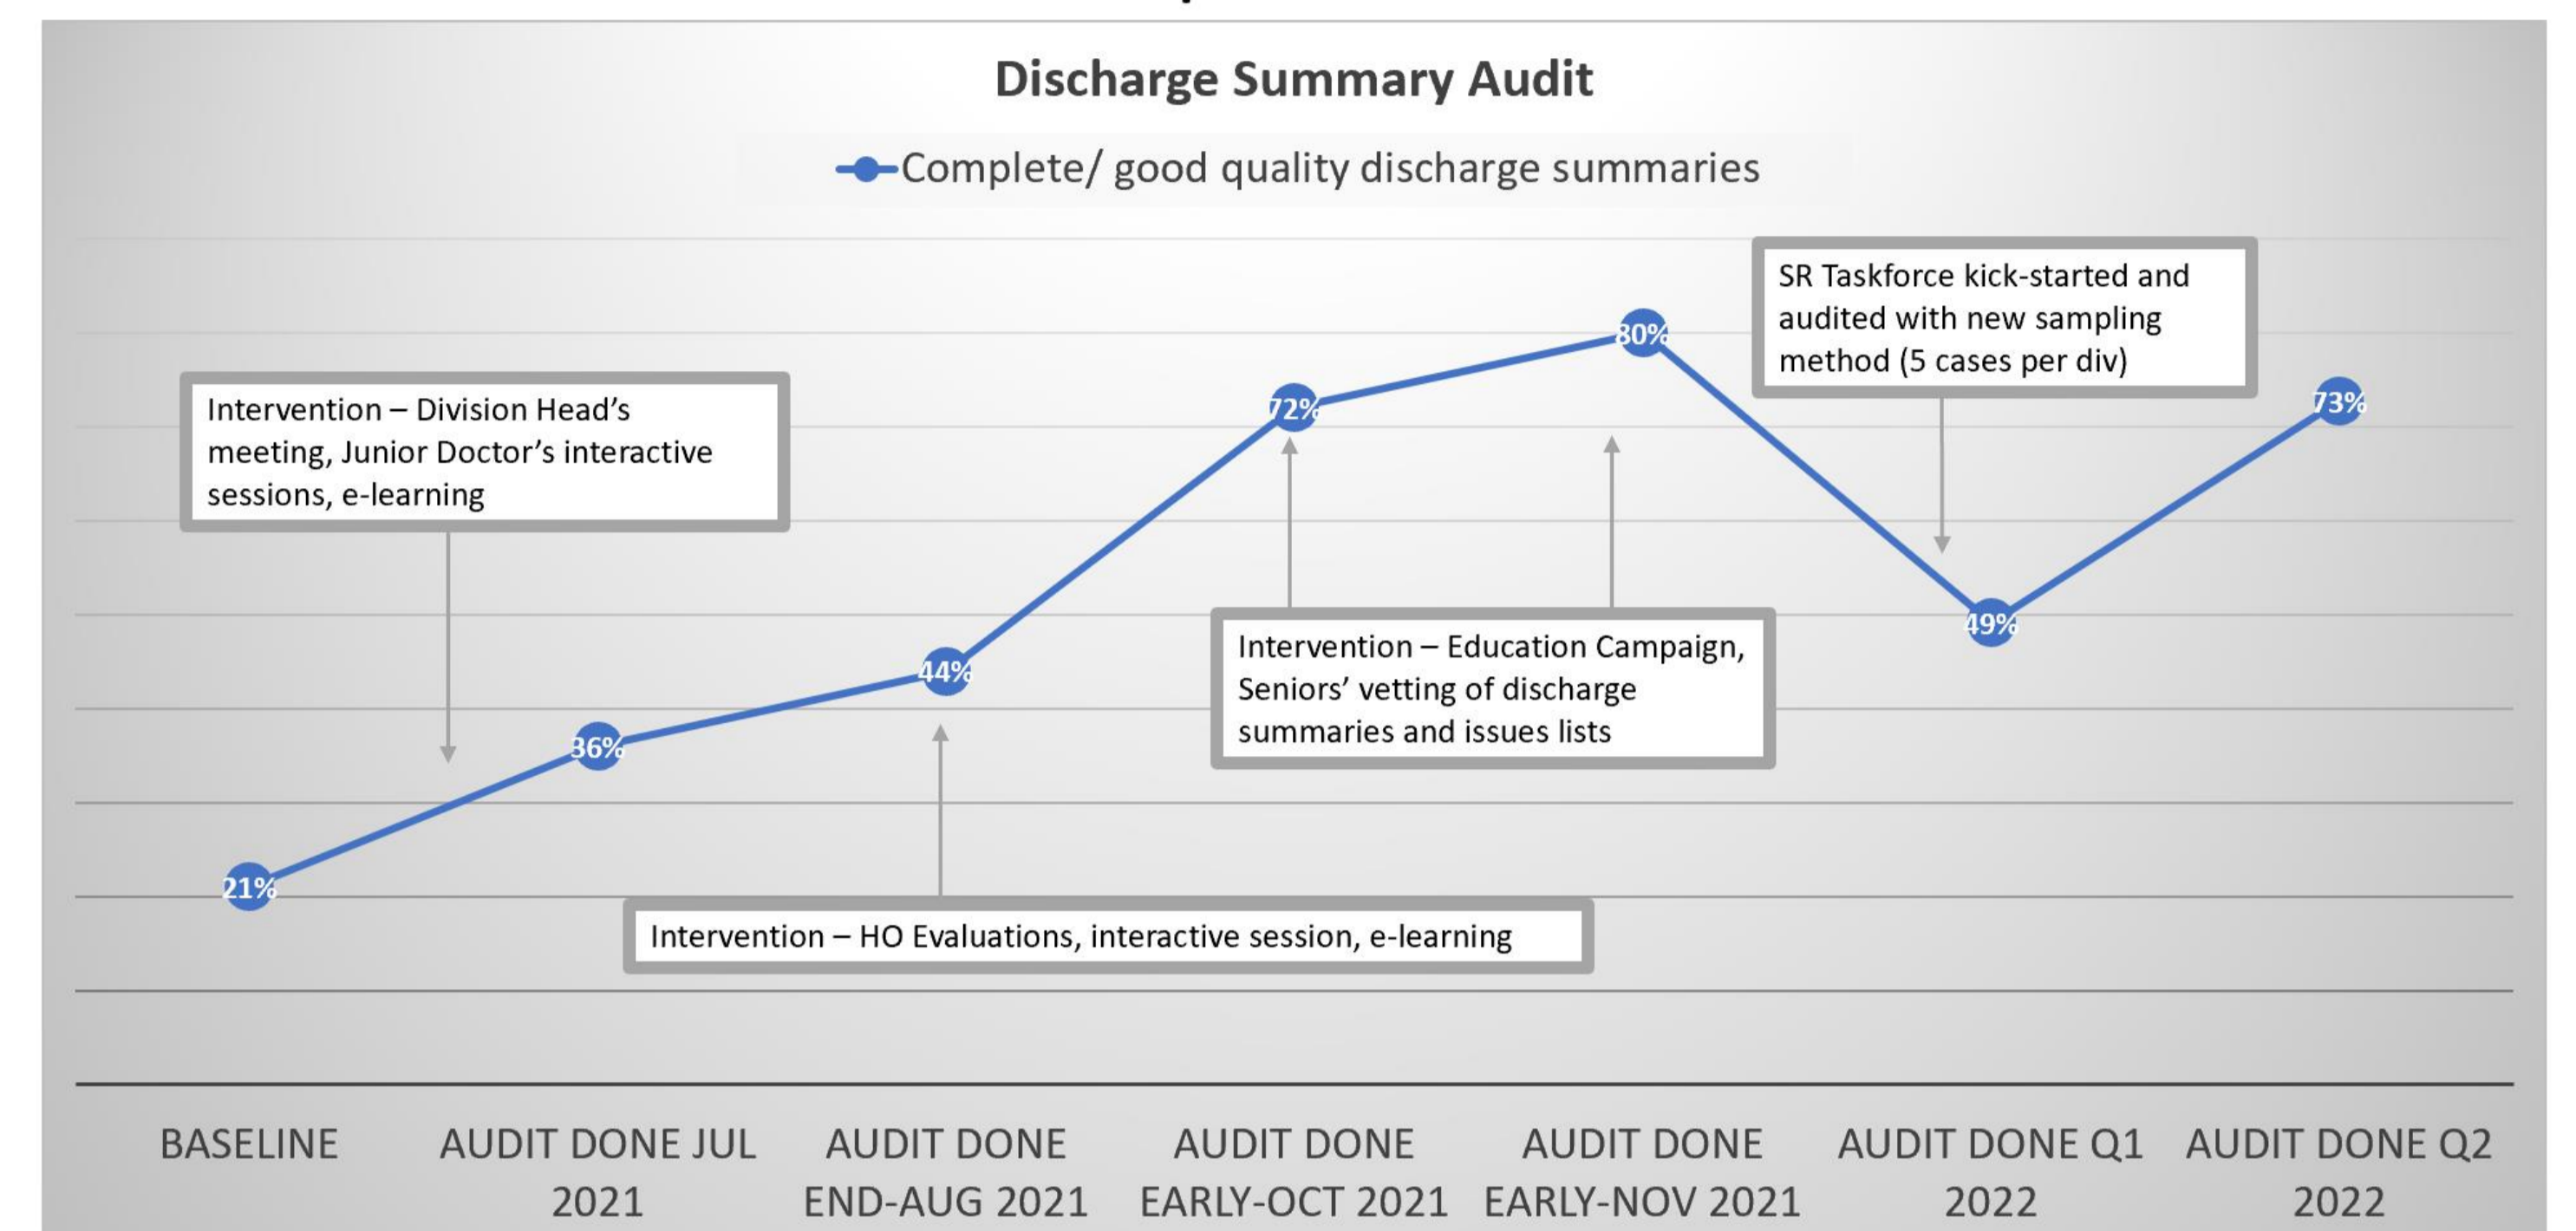 Discharge Summary Audit
Complete/ good quality discharge summaries
SR Taskforce kick-started and
audited with new sampling
method (5 cases per div)
Intervention – Division Head’s
meeting, Junior Doctor’s interactive
sessions, e-learning
80%
72%
73%
Intervention – Education Campaign,
Seniors’ vetting of discharge
summaries and issues lists
49%
44%
36%
21%
Intervention – HO Evaluations, interactive session, e-learning
BASELINE
AUDIT DONE JUL
2021
AUDIT DONE
END-AUG 2021
AUDIT DONE
EARLY-OCT 2021
AUDIT DONE
EARLY-NOV 2021
AUDIT DONE Q1
2022
AUDIT DONE Q2
2022